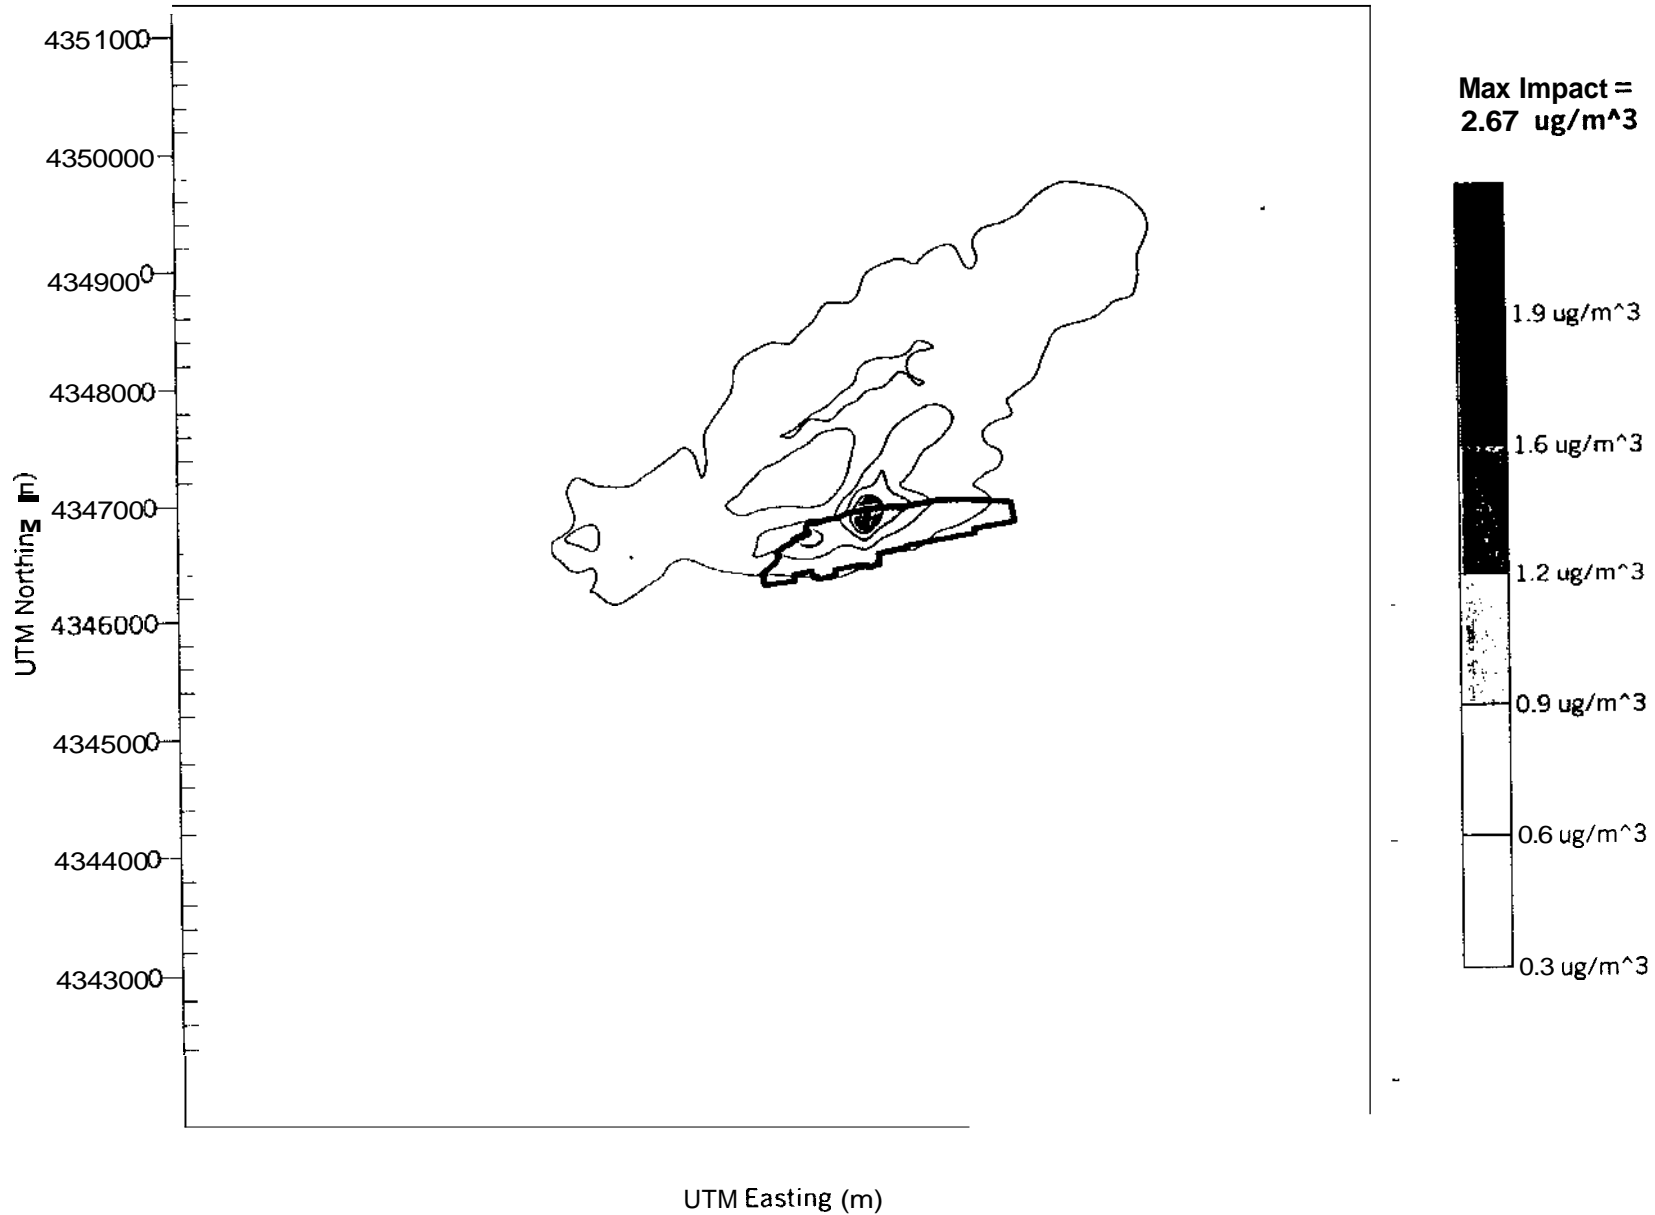 4351000
4350000
4349000
4348000
4347000
4346000
4345000
4344000
4343000
UTM Northing (m)
UTM Easting (m)
Max Impact =
2.67 ug/m^3
1.9 ug/m^3
1.6 ug/m^3
1.2 ug/m^3
0.9 ug/m^3
0.6 ug/m^3
0.3 ug/m^3